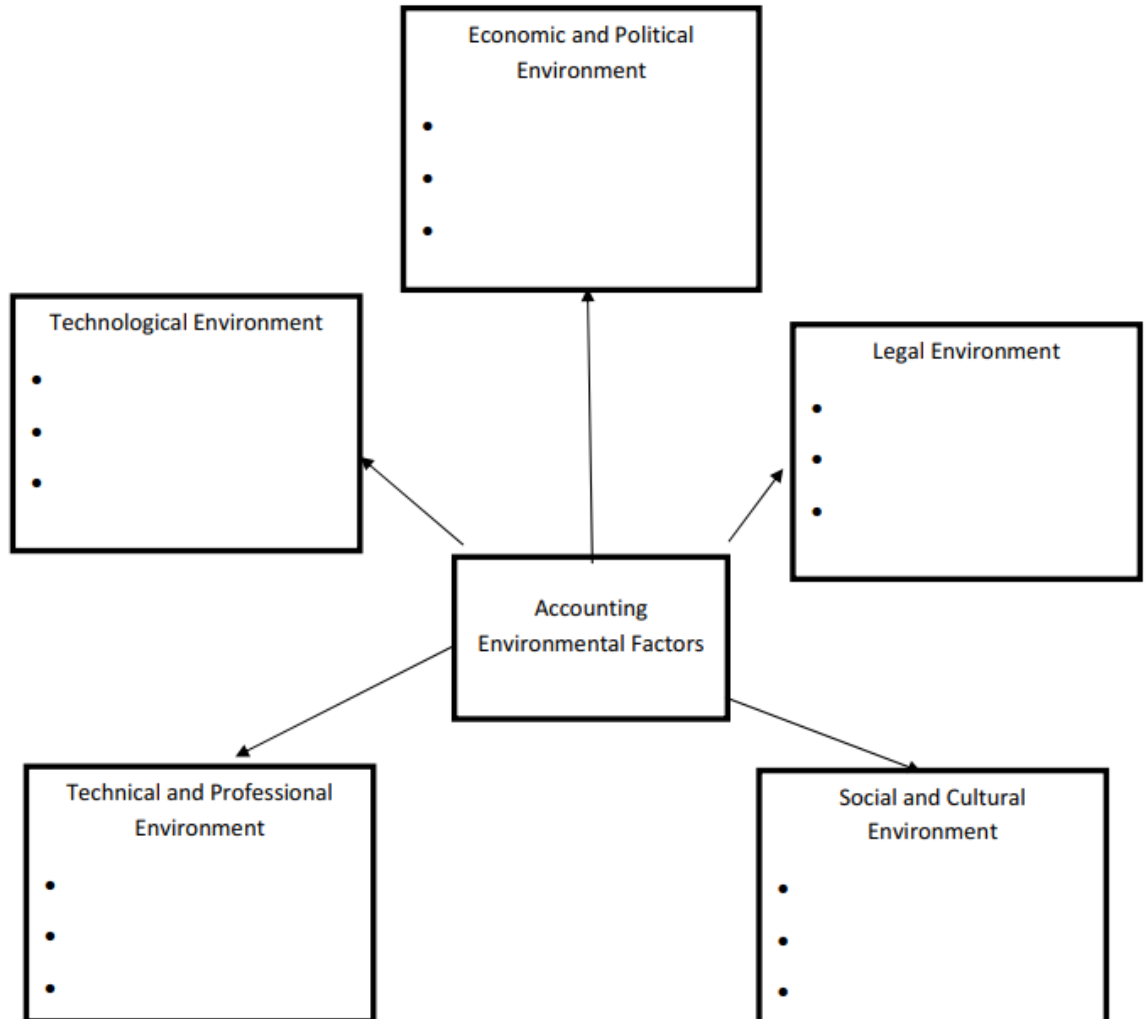 Economic and Political
Environment
•
•
•
Technological Environment
•
•
•
Legal Environment
•
•
•
Accounting
Environmental Factors
Technical and Professional
Environment
•
•
•
Social and Cultural
Environment
•
•
•